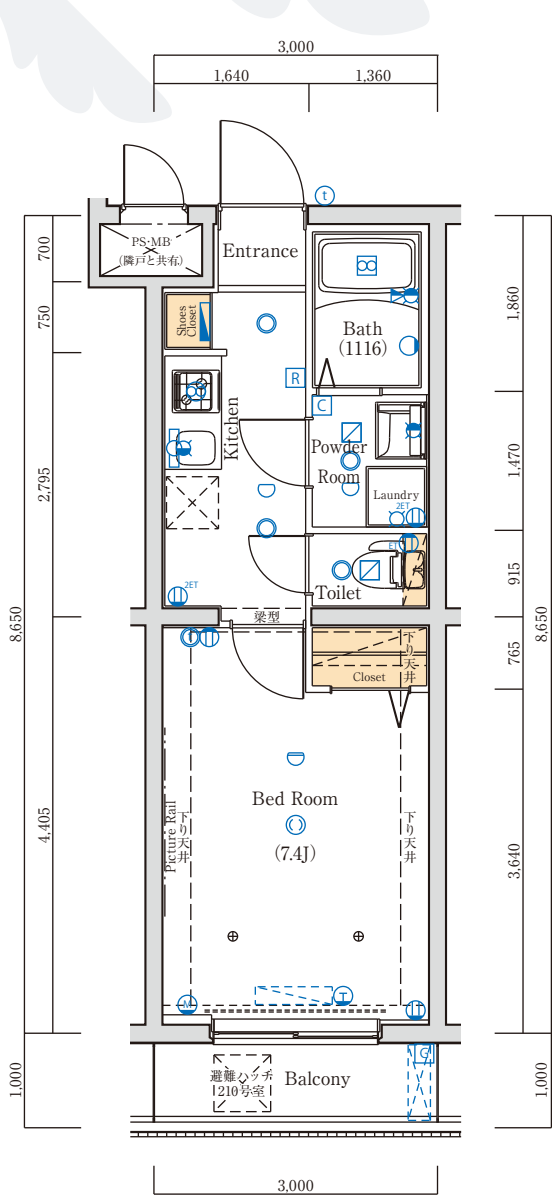 3,000
1,640
1,360
t
PS·MB
(隣戸と共有)
Entrance
700
750
2,795
8,650
4,405
1,000
1,860
1,470
915
765
8,650
3,640
1,000
Shoes
Closet
Bath
(1116)
R
C
Kitchen
Powder
Room
Laundry
2ET
ET
Toilet
2ET
梁型
下り天井
Closet
Picture Rail
下り天井
Bed Room
(7.4J)
下り天井
M
T
G
避難ハッチ
210号室
Balcony
3,000